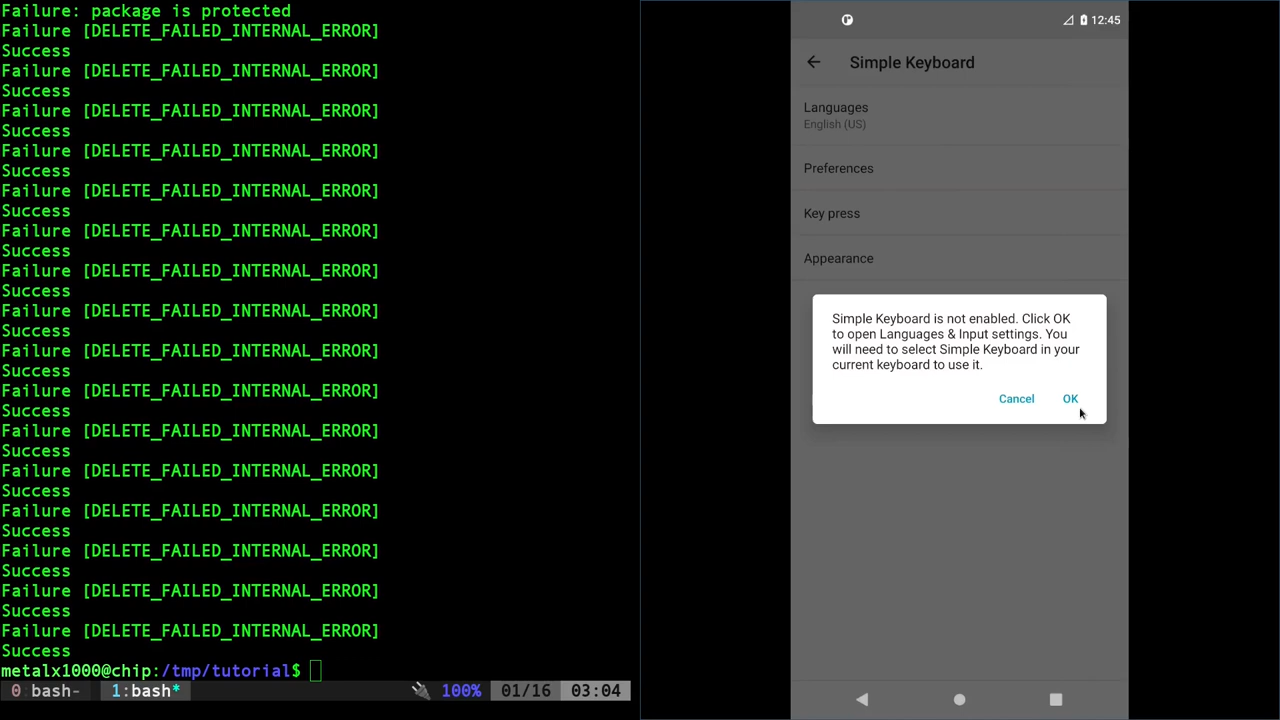 Failure: package is protected
Failure [DELETE_FAILED_INTERNAL_ERROR]
Success
Failure [DELETE_FAILED_INTERNAL_ERROR]
Success
Failure [DELETE_FAILED_INTERNAL_ERROR]
Success
Failure [DELETE_FAILED_INTERNAL_ERROR]
Success
Failure [DELETE_FAILED_INTERNAL_ERROR]
Success
Failure [DELETE_FAILED_INTERNAL_ERROR]
Success
Failure [DELETE_FAILED_INTERNAL_ERROR]
Success
Failure [DELETE_FAILED_INTERNAL_ERROR]
Success
Failure [DELETE_FAILED_INTERNAL_ERROR]
Success
Failure [DELETE_FAILED_INTERNAL_ERROR]
Success
Failure [DELETE_FAILED_INTERNAL_ERROR]
Success
Failure [DELETE_FAILED_INTERNAL_ERROR]
Success
Failure [DELETE_FAILED_INTERNAL_ERROR]
Success
Failure [DELETE_FAILED_INTERNAL_ERROR]
Success
Failure [DELETE_FAILED_INTERNAL_ERROR]
Success
Failure [DELETE_FAILED_INTERNAL_ERROR]
Success
metalx1000@chip:/tmp/tutorial$
0 bash- 1:bash* 100% 01/16 03:04
12:45
Simple Keyboard
Languages
English (US)
Preferences
Key press
Appearance
Simple Keyboard is not enabled. Click OK
to open Languages & Input settings. You
will need to select Simple Keyboard in your
current keyboard to use it.
Cancel OK